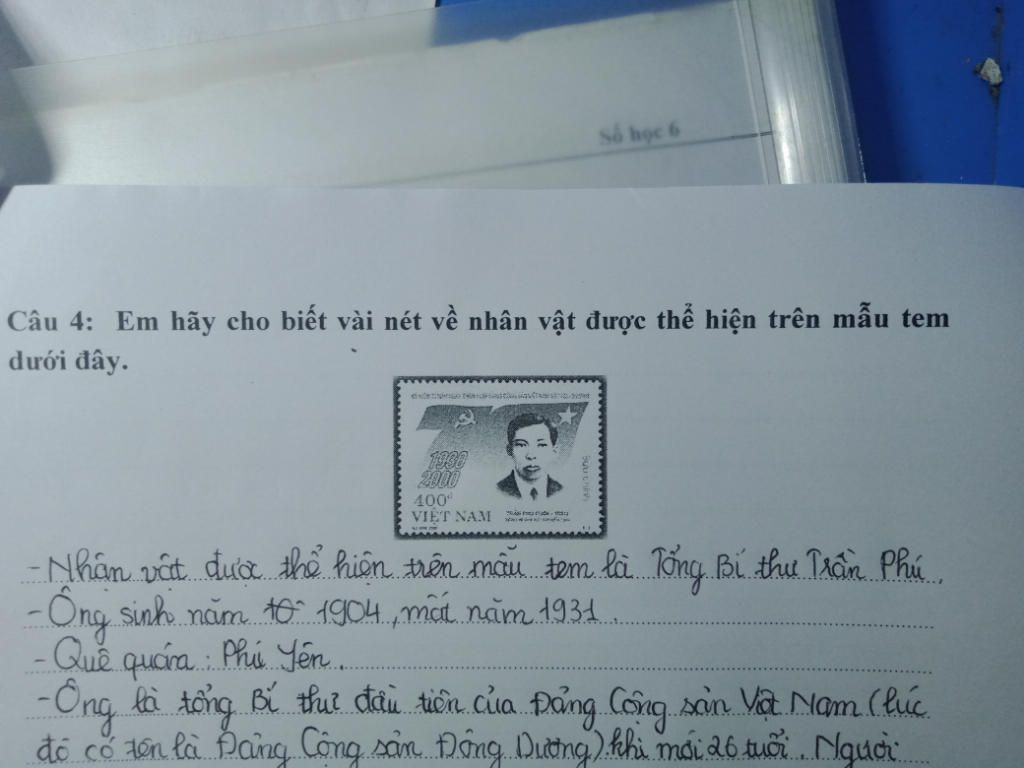 Số học 6
Câu 4: Em hãy cho biết vài nét về nhân vật được thể hiện trên mẫu tem
dưới đây.
1930
2000
400đ
VIỆT NAM
BƯU CHÍNH
- Nhân vật được thể hiện trên mẫu tem là Tổng Bí thư Trần Phú.
- Ông sinh năm 1904, mất năm 1931.
- Quê quán: Phú Yên.
- Ông là tổng Bí thư đầu tiên của Đảng Cộng sản Việt Nam (lúc
đó có tên là Đảng Cộng sản Đông Dương) khi mới 26 tuổi. Người